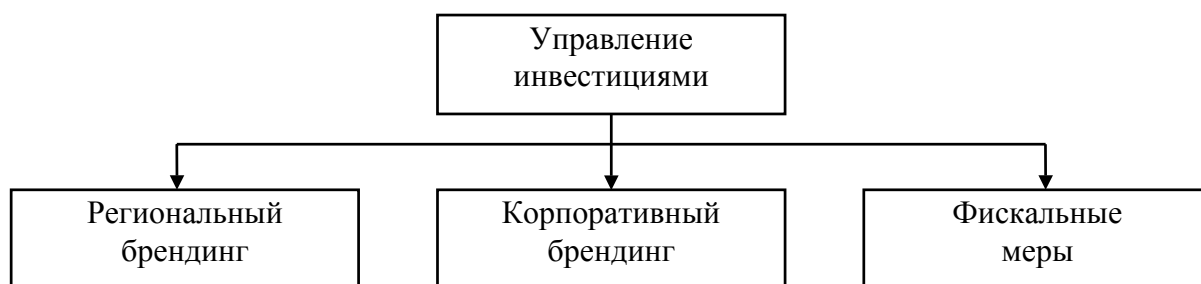 Управление
инвестициями
Региональный
брендинг
Корпоративный
брендинг
Фискальные
меры